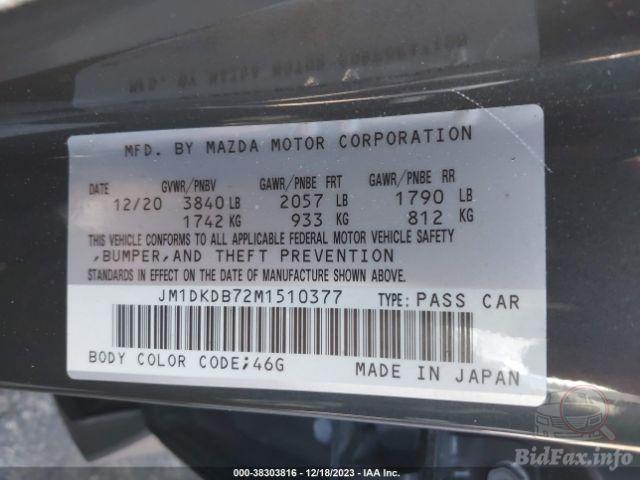 MFD. BY MAZDA MOTOR CORPORATION
DATE GVWR/PNBV GAWR/PNBE FRT GAWR/PNBE RR
12/20 3840 LB 2057 LB 1790 LB
1742 KG 933 KG 812 KG
THIS VEHICLE CONFORMS TO ALL APPLICABLE FEDERAL MOTOR VEHICLE SAFETY
,BUMPER,AND THEFT PREVENTION
STANDARDS IN EFFECT ON THE DATE OF MANUFACTURE SHOWN ABOVE.
JM1DKDB72M1510377 TYPE: PASS CAR
BODY COLOR CODE;46G MADE IN JAPAN
BidFax.info
000-38303816 - 12/18/2023 - IAA Inc.